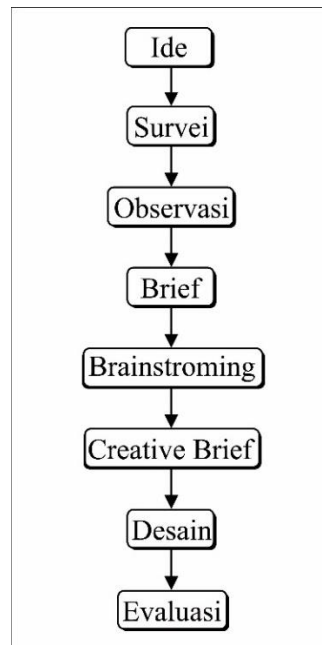 Ide
Survei
Observasi
Brief
Brainstroming
Creative Brief
Desain
Evaluasi